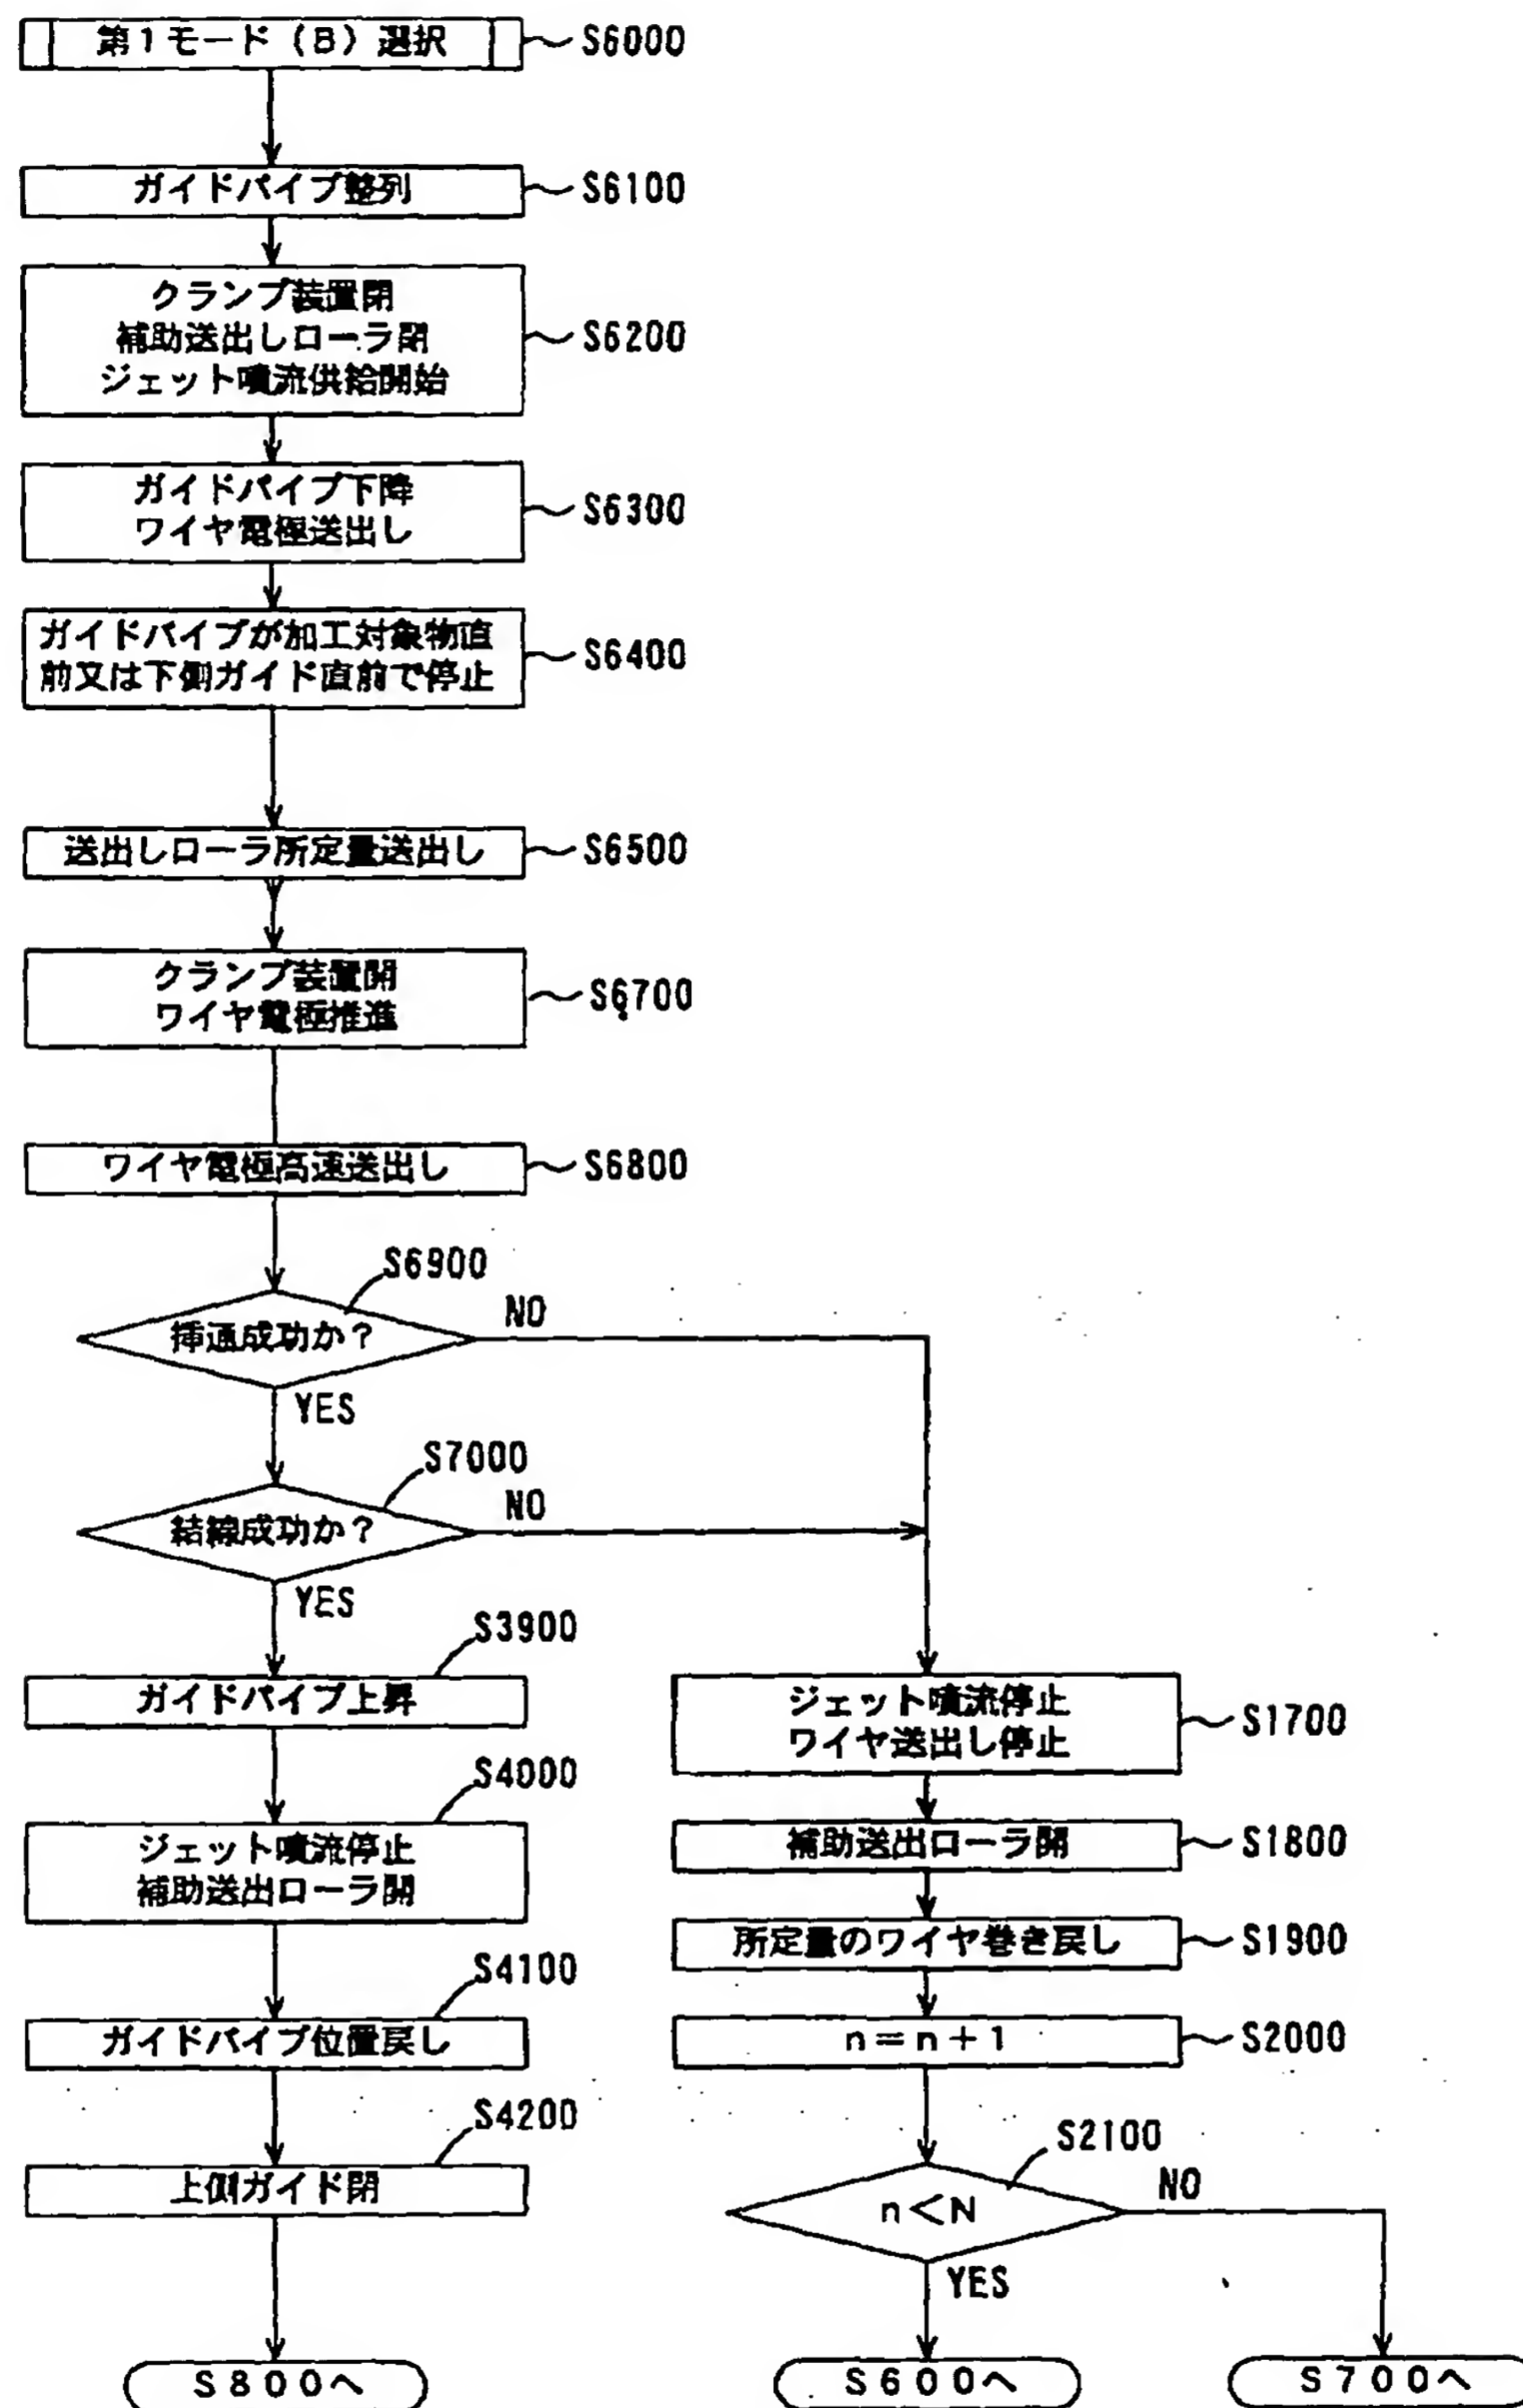 第1モード（B）選択
S6000
ガイドパイプ整列
S6100
クランプ装置閉
補助送出しローラ閉
ジェット噴流供給開始
S6200
ガイドパイプ下降
ワイヤ電極送出し
S6300
ガイドパイプが加工対象物直
前又は下側ガイド直前で停止
S6400
送出しローラ所定量送出し
S6500
クランプ装置開
ワイヤ電極推進
S6700
ワイヤ電極高速送出し
S6800
S6900
挿通成功か？
NO
YES
S7000
結線成功か？
NO
YES
S3900
ガイドパイプ上昇
S4000
ジェット噴流停止
補助送出ローラ開
S4100
ガイドパイプ位置戻し
S4200
上側ガイド閉
S800へ
ジェット噴流停止
ワイヤ送出し停止
S1700
補助送出ローラ開
S1800
所定量のワイヤ巻き戻し
S1900
n＝n＋1
S2000
S2100
n＜N
NO
YES
S600へ
S700へ